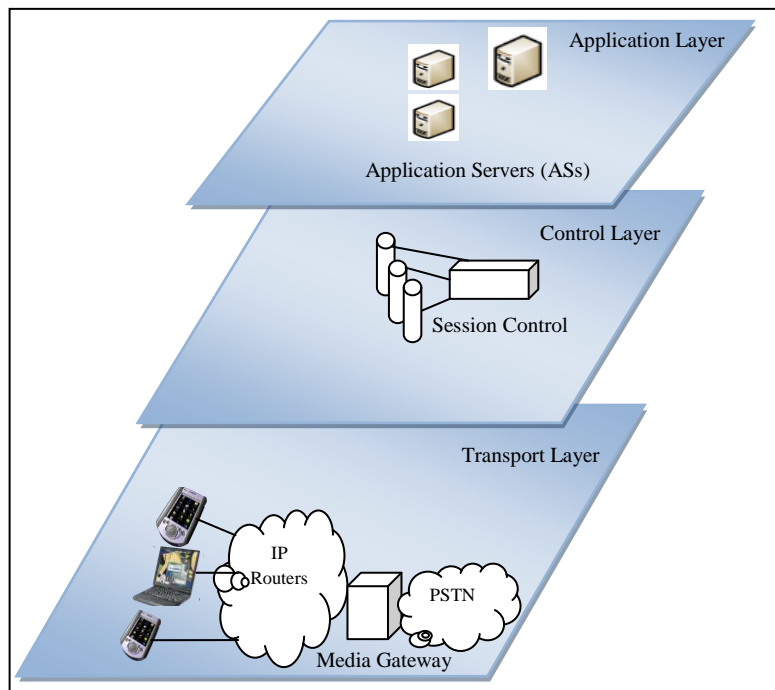 Application Layer
Application Servers (ASs)
Control Layer
Session Control
Transport Layer
IP
Routers
PSTN
Media Gateway